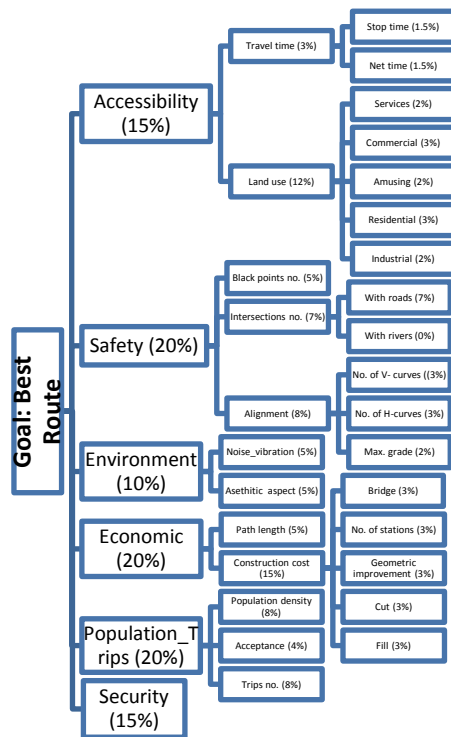 Goal: Best
Route
Accessibility
(15%)
Travel time (3%)
Stop time (1.5%)
Net time (1.5%)
Land use (12%)
Services (2%)
Commercial (3%)
Amusing (2%)
Residential (3%)
Industrial (2%)
Safety (20%)
Black points no. (5%)
Intersections no. (7%)
With roads (7%)
With rivers (0%)
Alignment (8%)
No. of V- curves ((3%)
No. of H-curves (3%)
Max. grade (2%)
Environment
(10%)
Noise_vibration (5%)
Asethitic aspect (5%)
Economic
(20%)
Path length (5%)
Construction cost
(15%)
Bridge (3%)
No. of stations (3%)
Geometric
improvement (3%)
Cut (3%)
Fill (3%)
Population_T
rips (20%)
Population density
(8%)
Acceptance (4%)
Trips no. (8%)
Security
(15%)